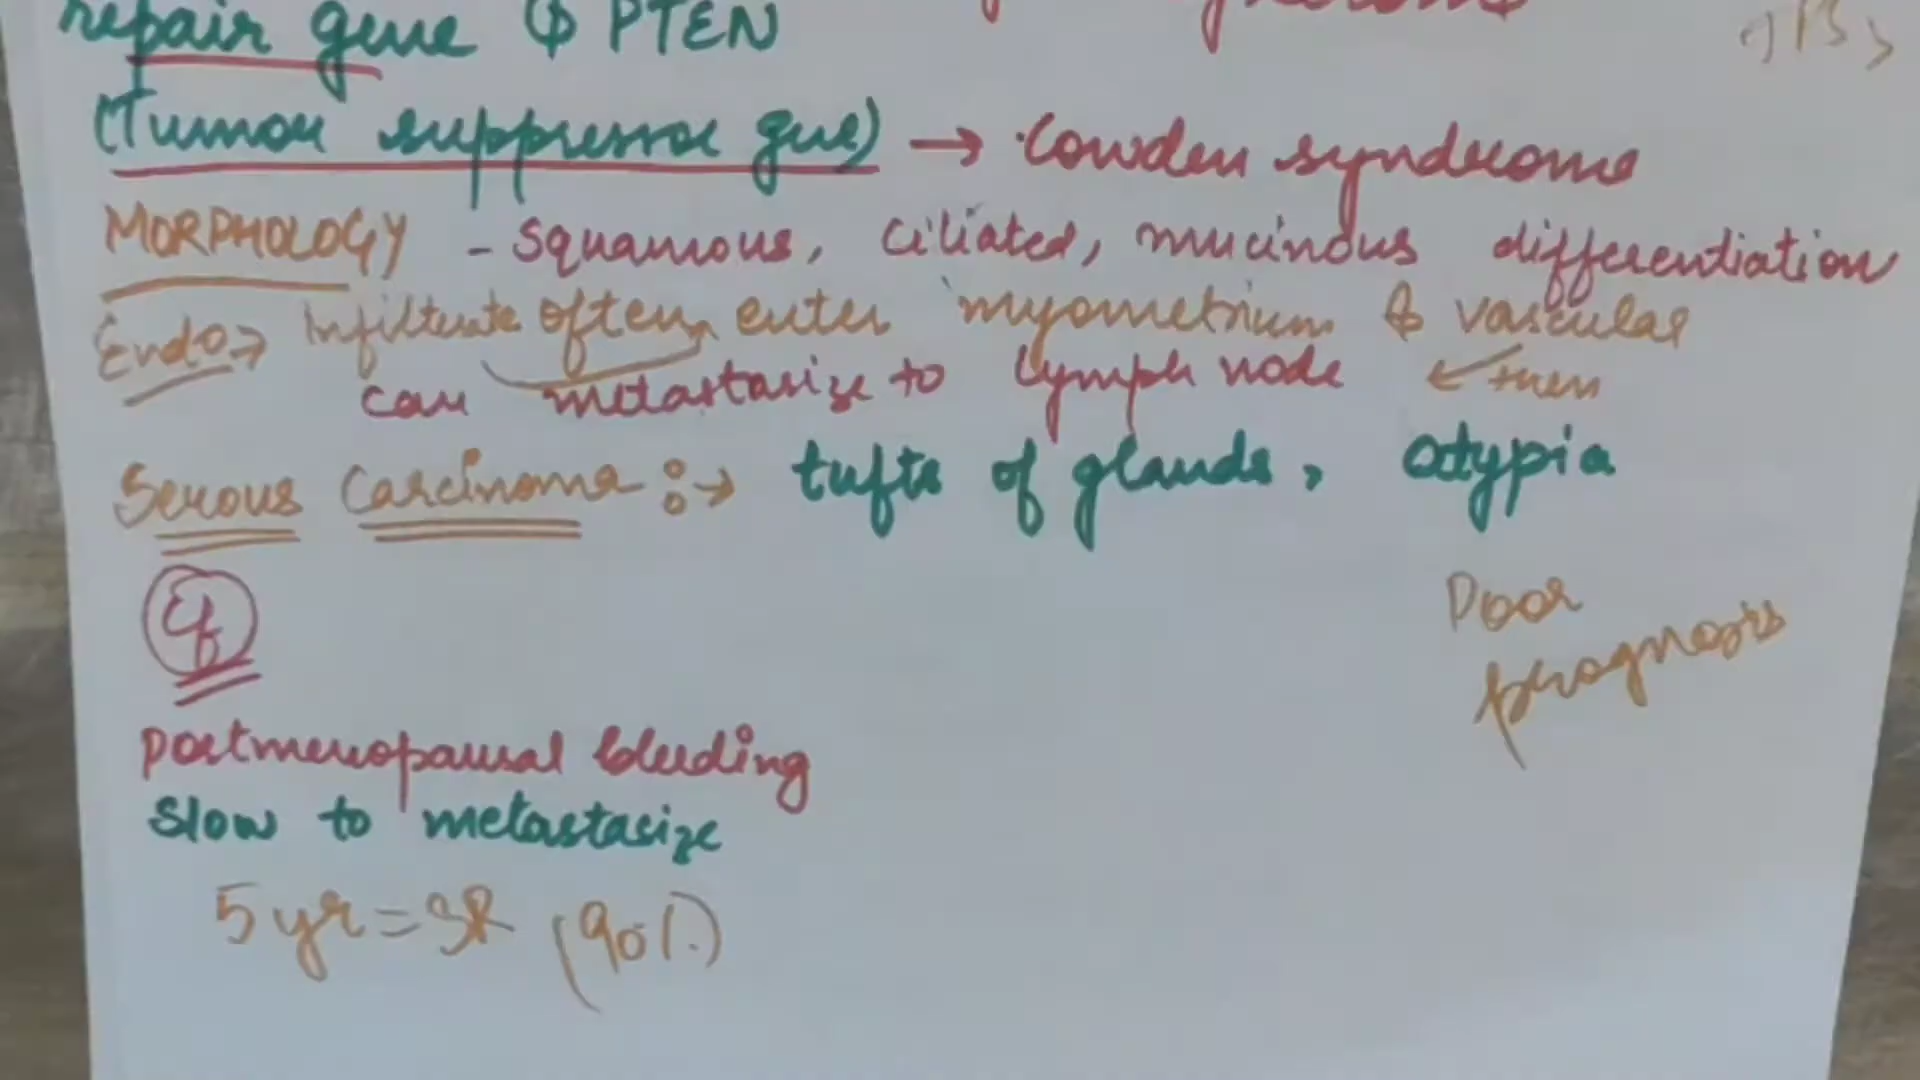 repair gene & PTEN
(Tumor suppressor gene) → Cowden syndrome
MORPHOLOGY - Squamous, ciliated, mucinous differentiation
Endo → Infiltrate often enter myometrium & vascular
can metastasize to lymph node ← then
Serous Carcinoma :→ tufts of glands, atypia
Poor
prognosis
C/f
Postmenopausal bleeding
Slow to metastasize
5 yr = SR (90%)